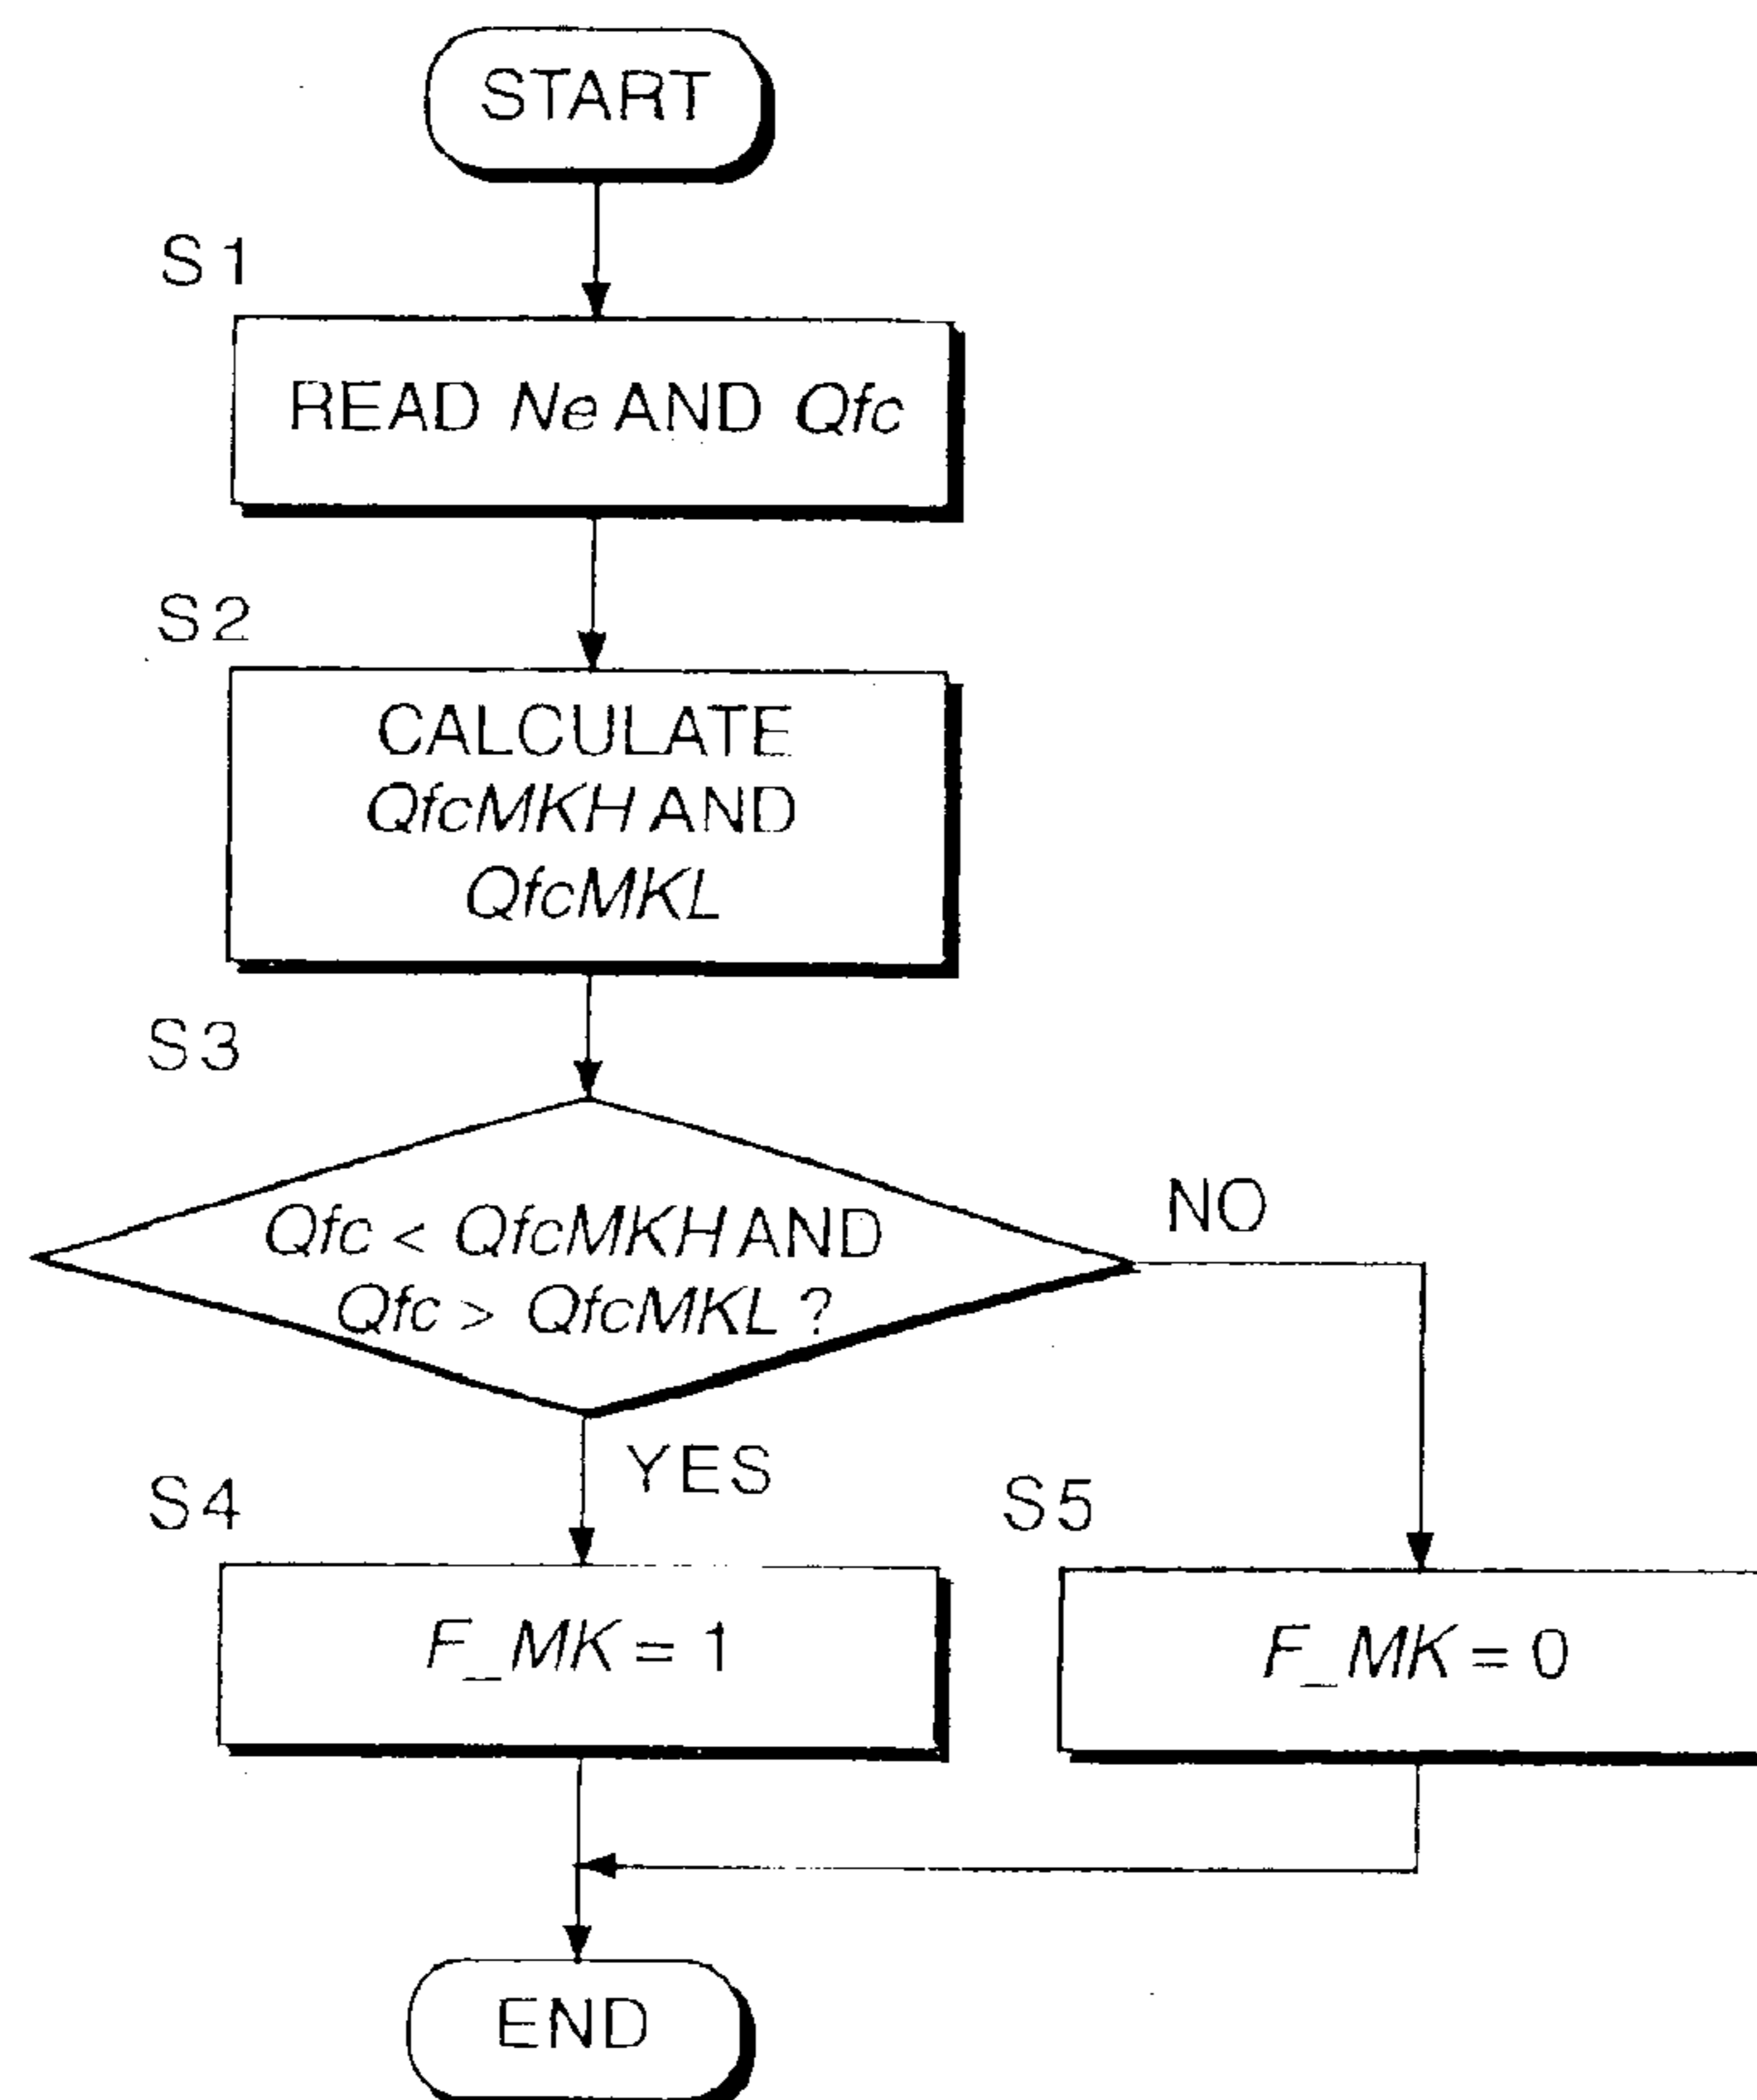 START
S1
READ Ne AND Qfc
S2
CALCULATE
QfcMKH AND
QfcMKL
S3
Qfc < QfcMKH AND
Qfc > QfcMKL ?
NO
YES
S4
F_MK = 1
S5
F_MK = 0
END